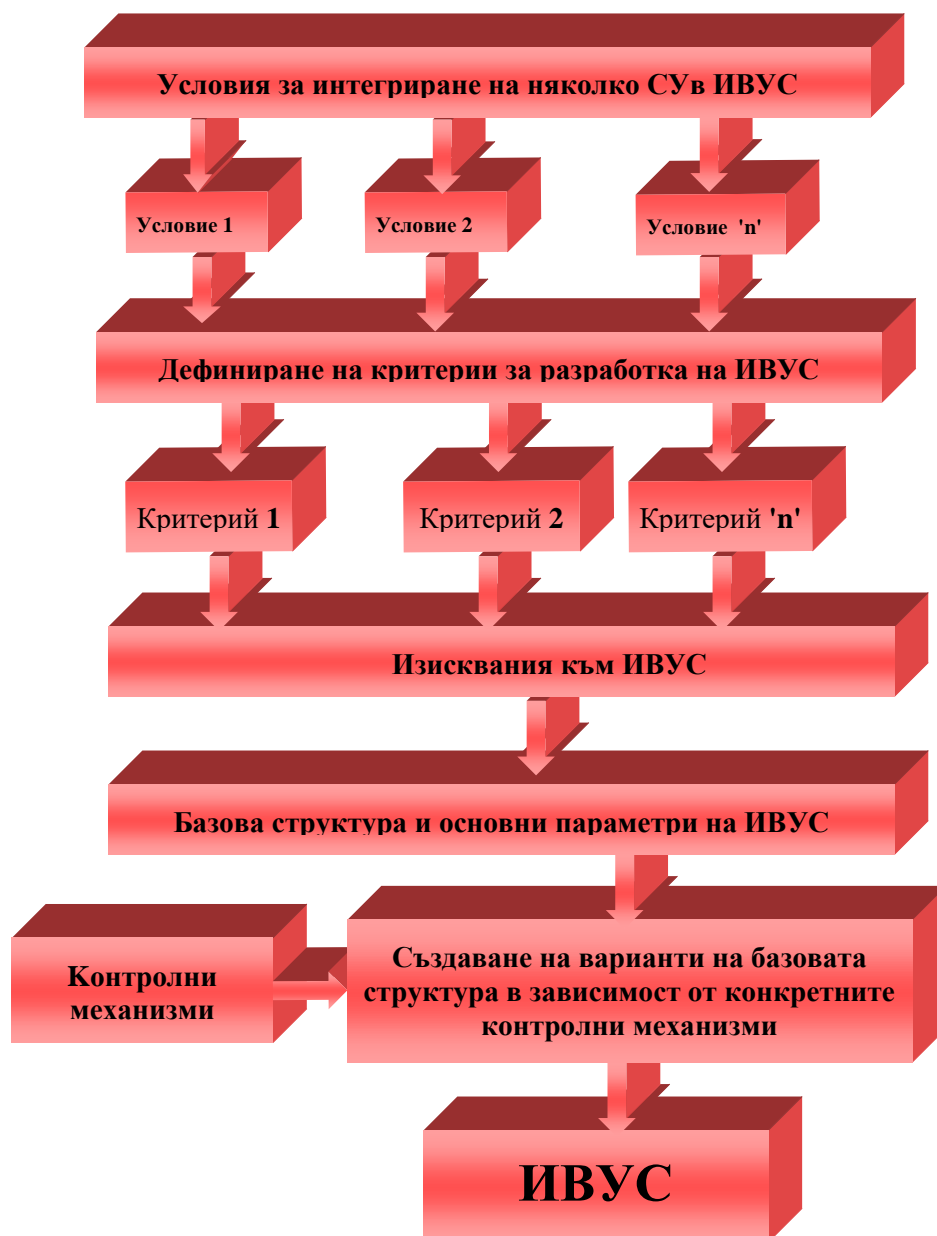 Условия за интегриране на няколко СУв ИВУС
Условие 1
Условие 2
Условие 'n'
Дефиниране на критерии за разработка на ИВУС
Критерий 1
Критерий 2
Критерий 'n'
Изисквания към ИВУС
Базова структура и основни параметри на ИВУС
Контролни
механизми
Създаване на варианти на базовата
структура в зависимост от конкретните
контролни механизми
ИВУС